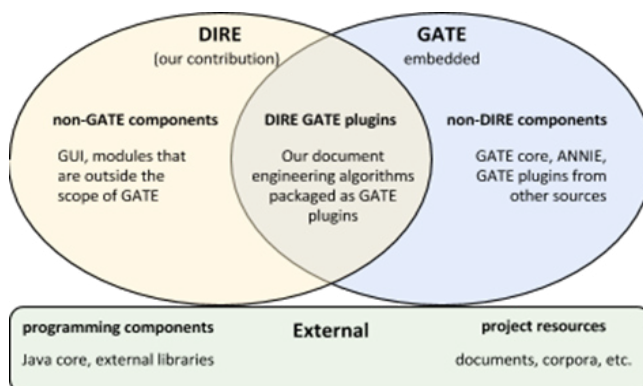 DIRE
(our contribution)
GATE
embedded
non-GATE components
GUI, modules that
are outside the
scope of GATE
DIRE GATE plugins
Our document
engineering algorithms
packaged as GATE
plugins
non-DIRE components
GATE core, ANNIE,
GATE plugins from
other sources
programming components
Java core, external libraries
External
project resources
documents, corpora, etc.